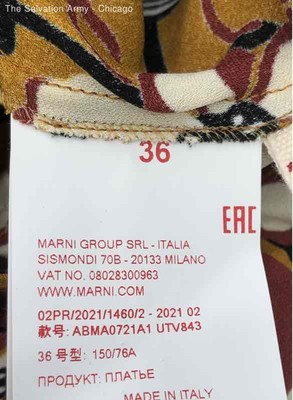 The Salvation Army - Chicago
36
EAC
MARNI GROUP SRL - ITALIA
SISMONDI 70B - 20133 MILANO
VAT NO. 08028300963
WWW.MARNI.COM
02PR/2021/1460/2 - 2021 02
款号: ABMA0721A1 UTV843
36 号型: 150/76A
ПРОДУКТ: ПЛАТЬЕ
MADE IN ITALY